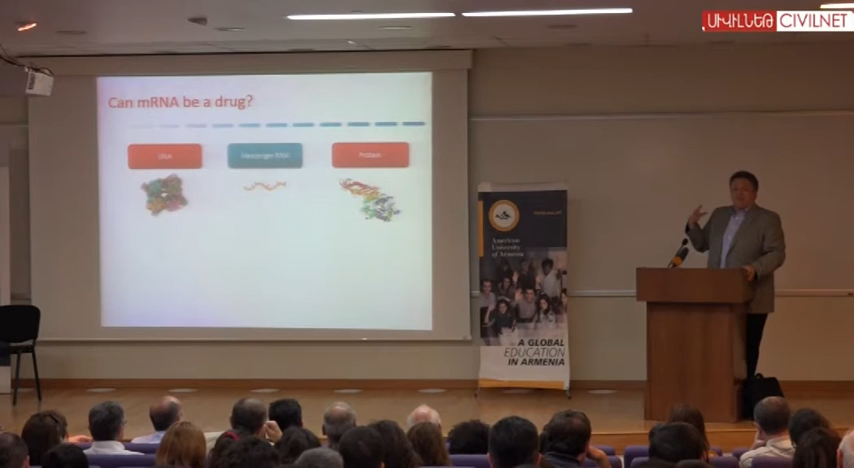 ՍԻՎԻԼՆԵԹ CIVILNET
Can mRNA be a drug?
DNA
Messenger RNA
Protein
American
University
of Armenia
A GLOBAL
EDUCATION
IN ARMENIA